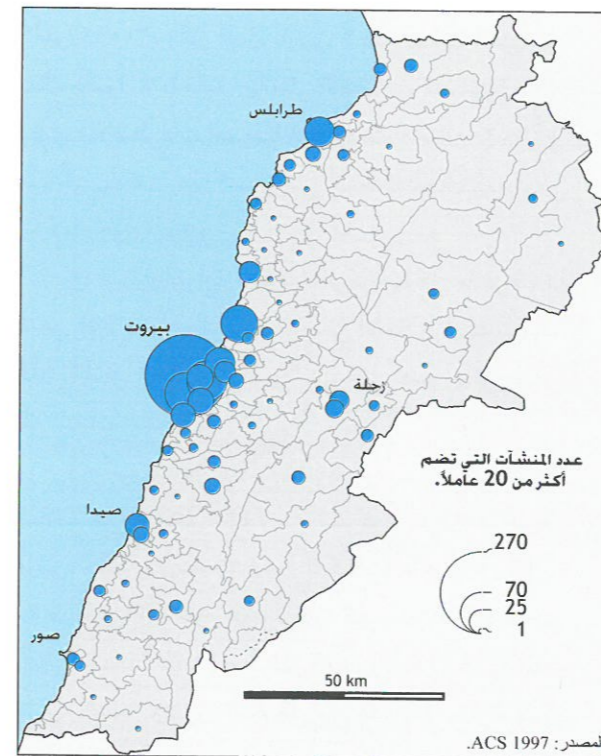 طرابلس
بيروت
زحلة
عدد المنشآت التي تضم
أكثر من 20 عاملاً.
270
70
25
1
صيدا
صور
50 km
المصدر: ACS 1997.